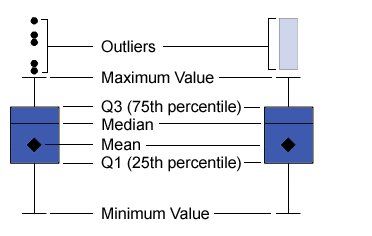 Outliers
Maximum Value
Q3 (75th percentile)
Median
Mean
Q1 (25th percentile)
Minimum Value